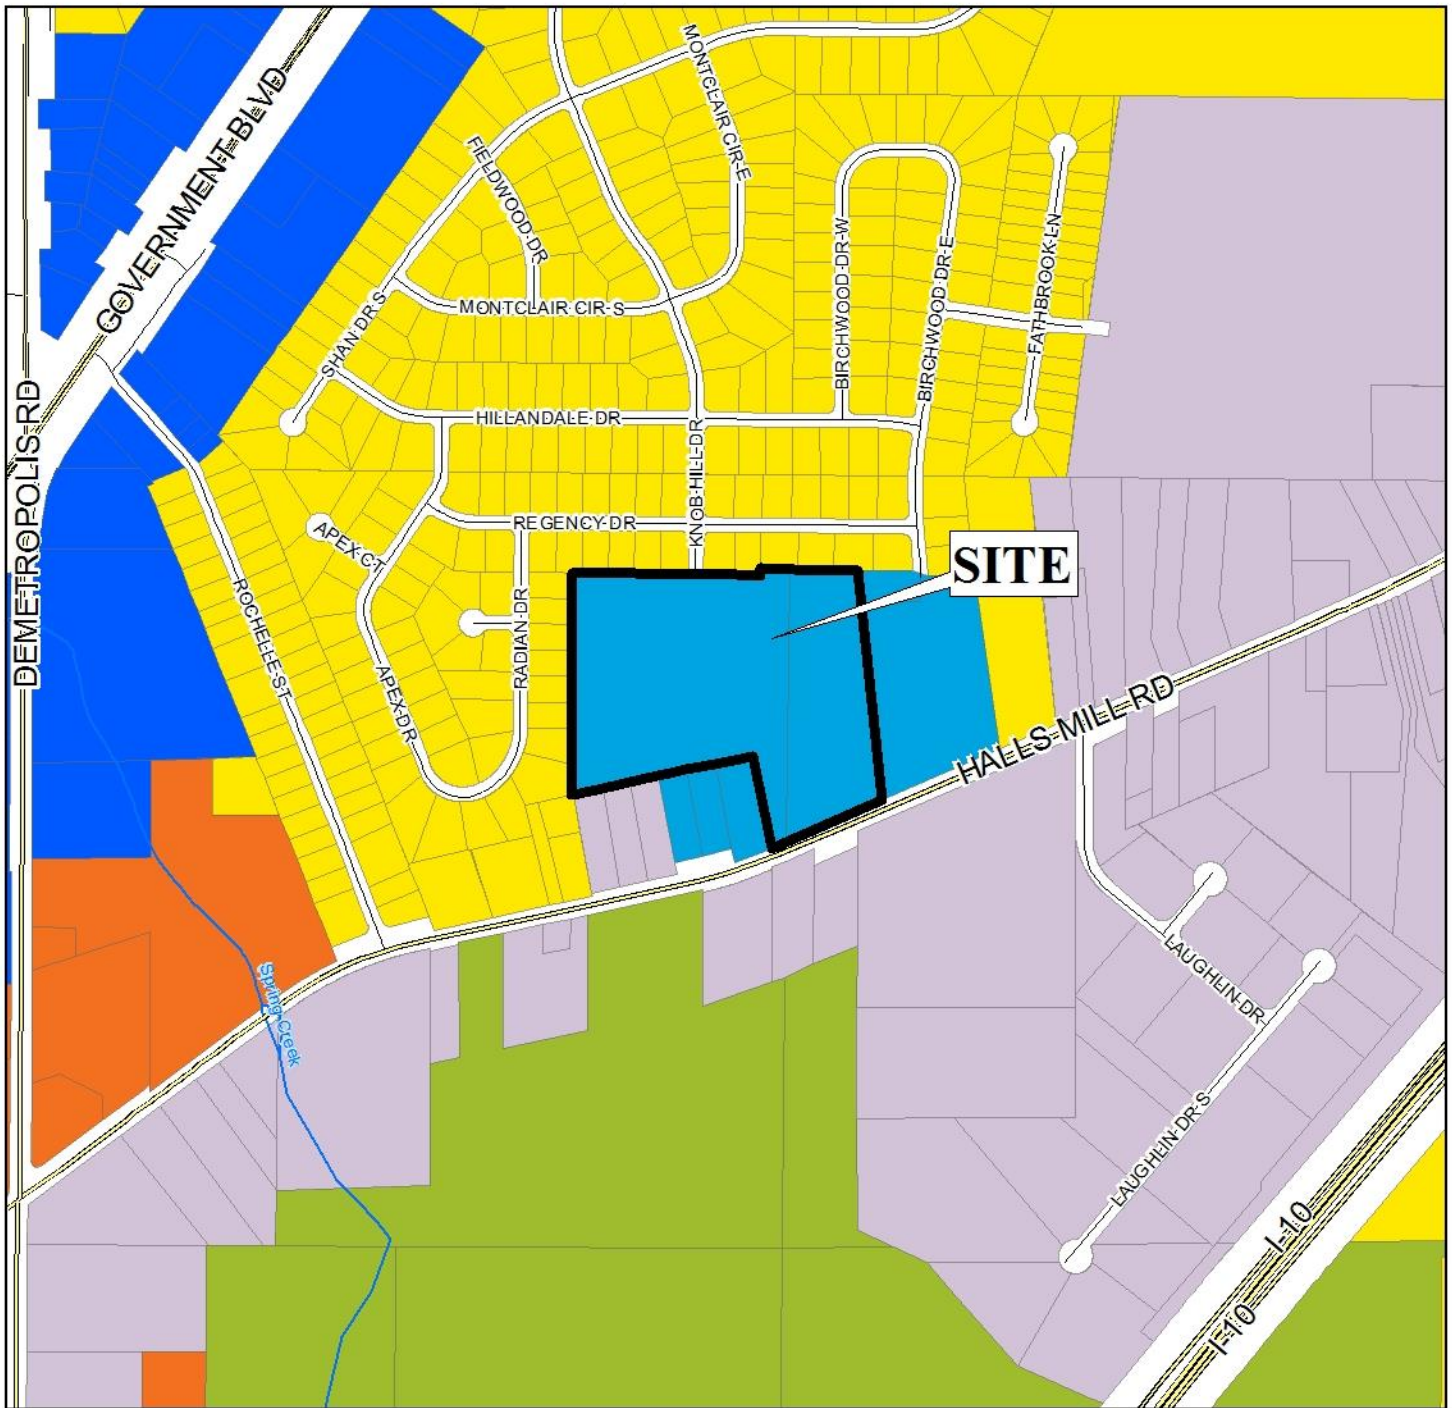 MONTCLAIR CIR E
GOVERNMENT BLVD
FIELDWOOD DR
BIRCHWOOD DR W
BIRCHWOOD DR E
FATHBROOK LN
MONTCLAIR CIR S
SHAN DR S
DEMETROPOLIS RD
HILLANDALE DR
KNOB HILL DR
REGENCY DR
APEX CT
SITE
ROCHELLE ST
RADIAN DR
APEX DR
HALLS MILL RD
LAUGHLIN DR
Spring Creek
LAUGHLIN DR S
I-10
I-10